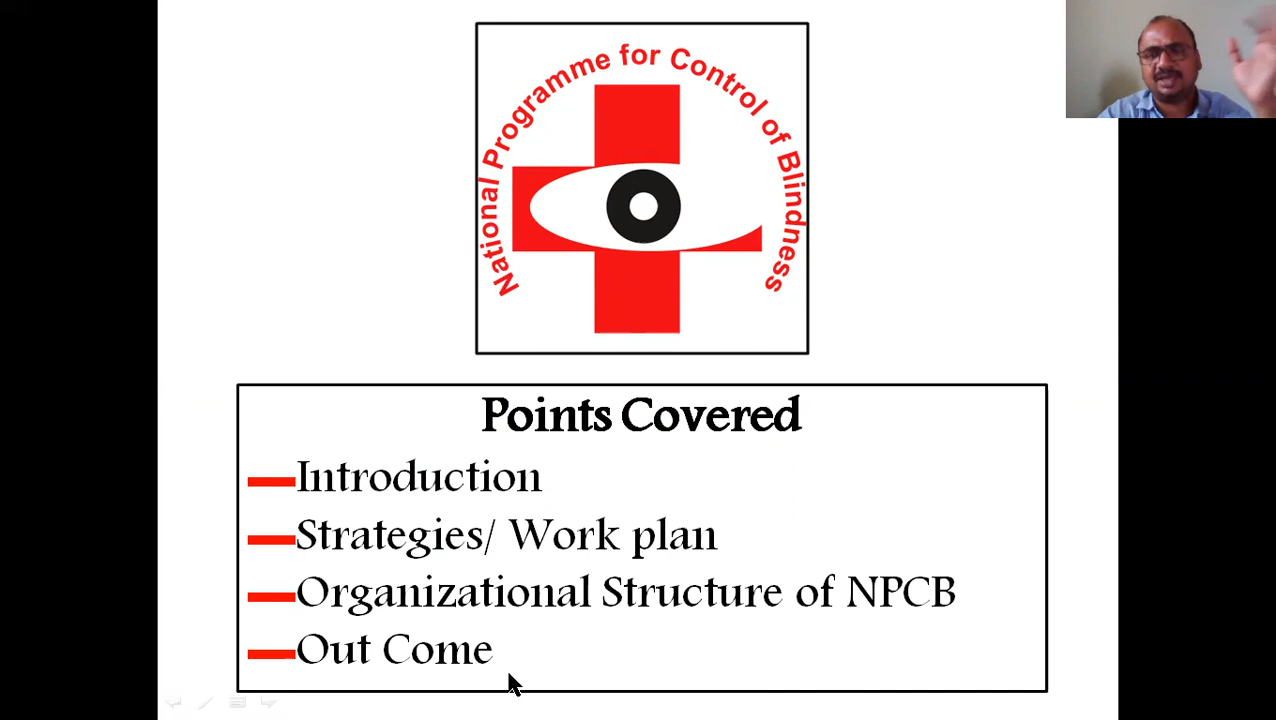 National Programme for Control of Blindness
Points Covered
Introduction
Strategies/ Work plan
Organizational Structure of NPCB
Out Come